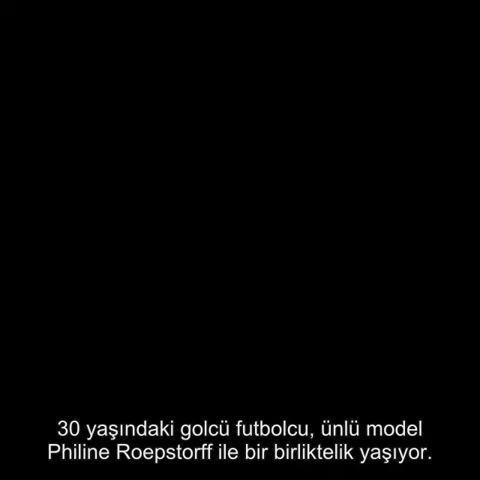 30 yaşındaki golcü futbolcu, ünlü model
Philine Roepstorff ile bir birliktelik yaşıyor.